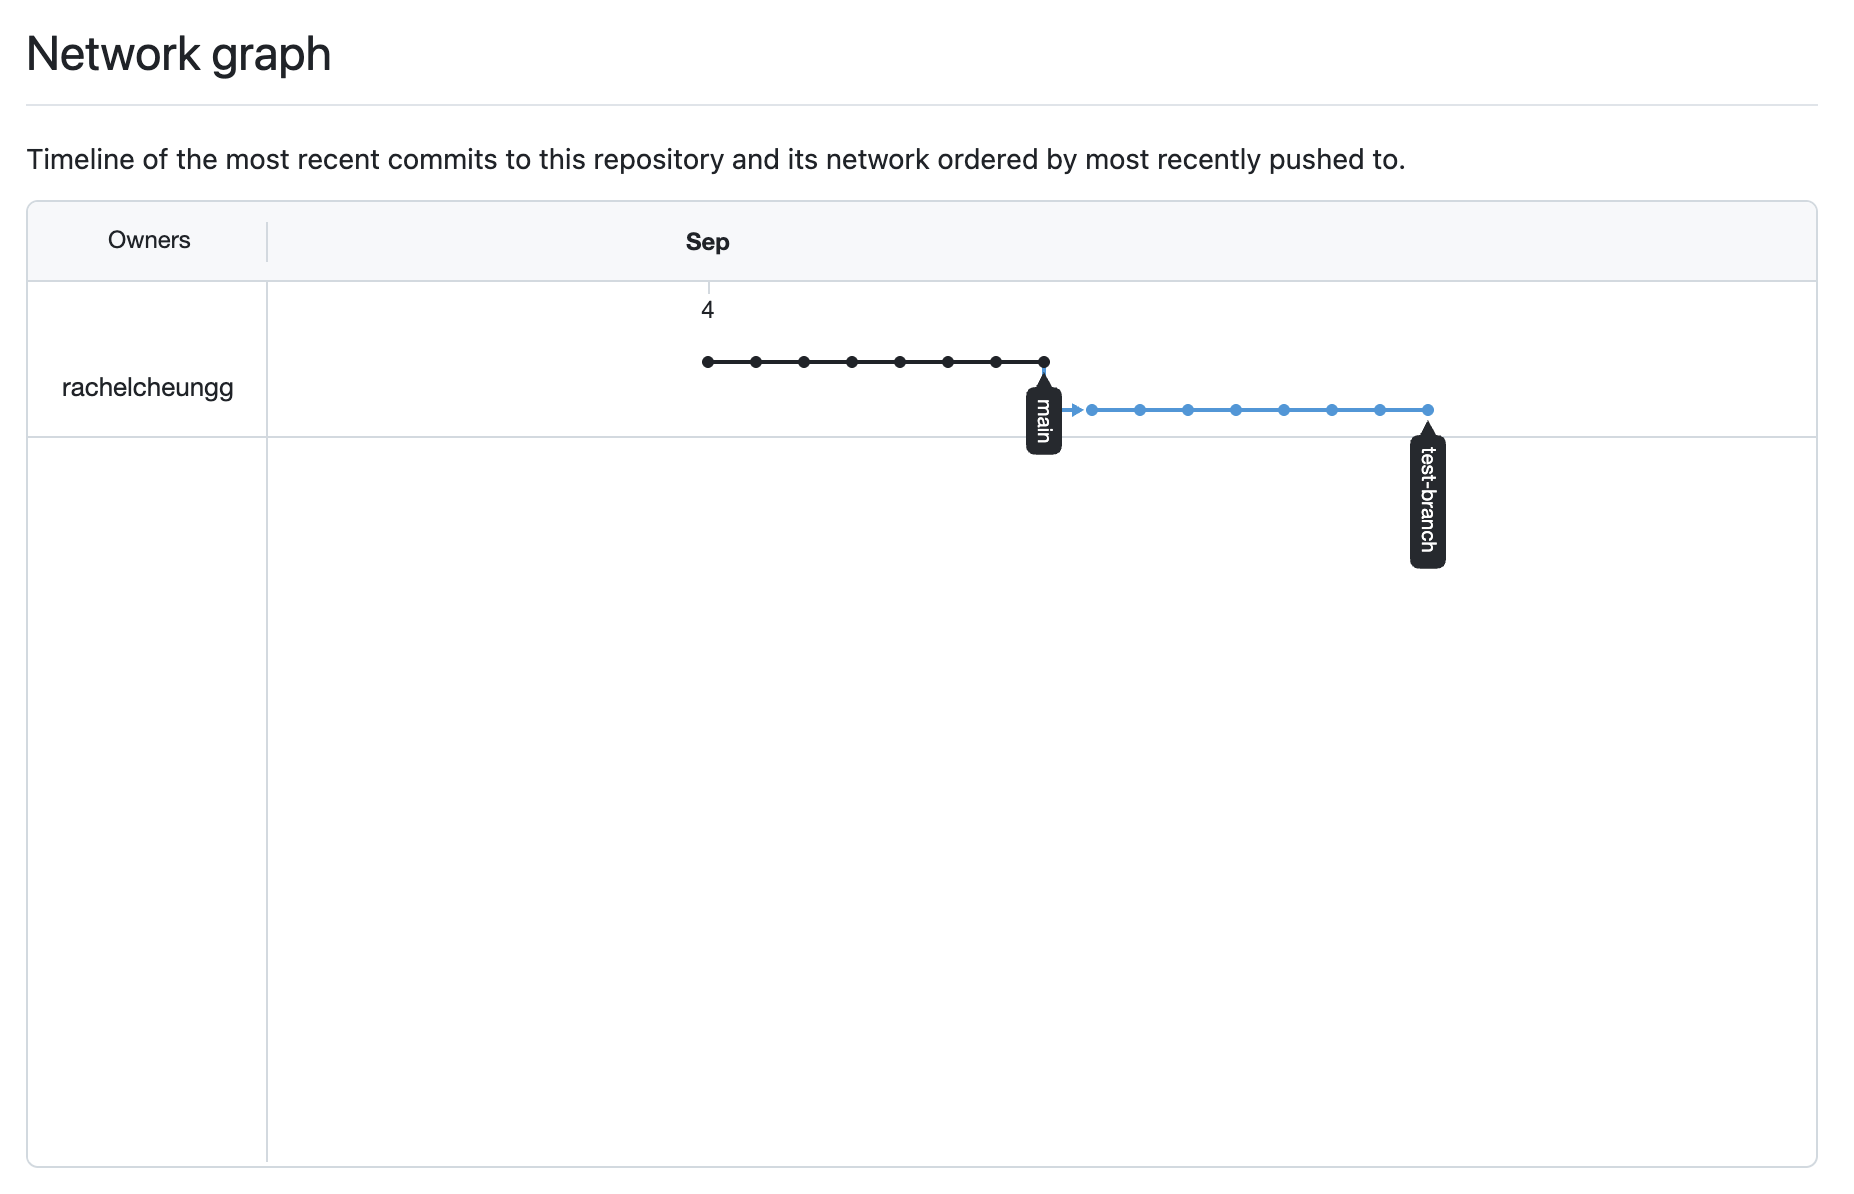 Network graph
Timeline of the most recent commits to this repository and its network ordered by most recently pushed to.
Owners
Sep
4
rachelcheungg
main
test-branch